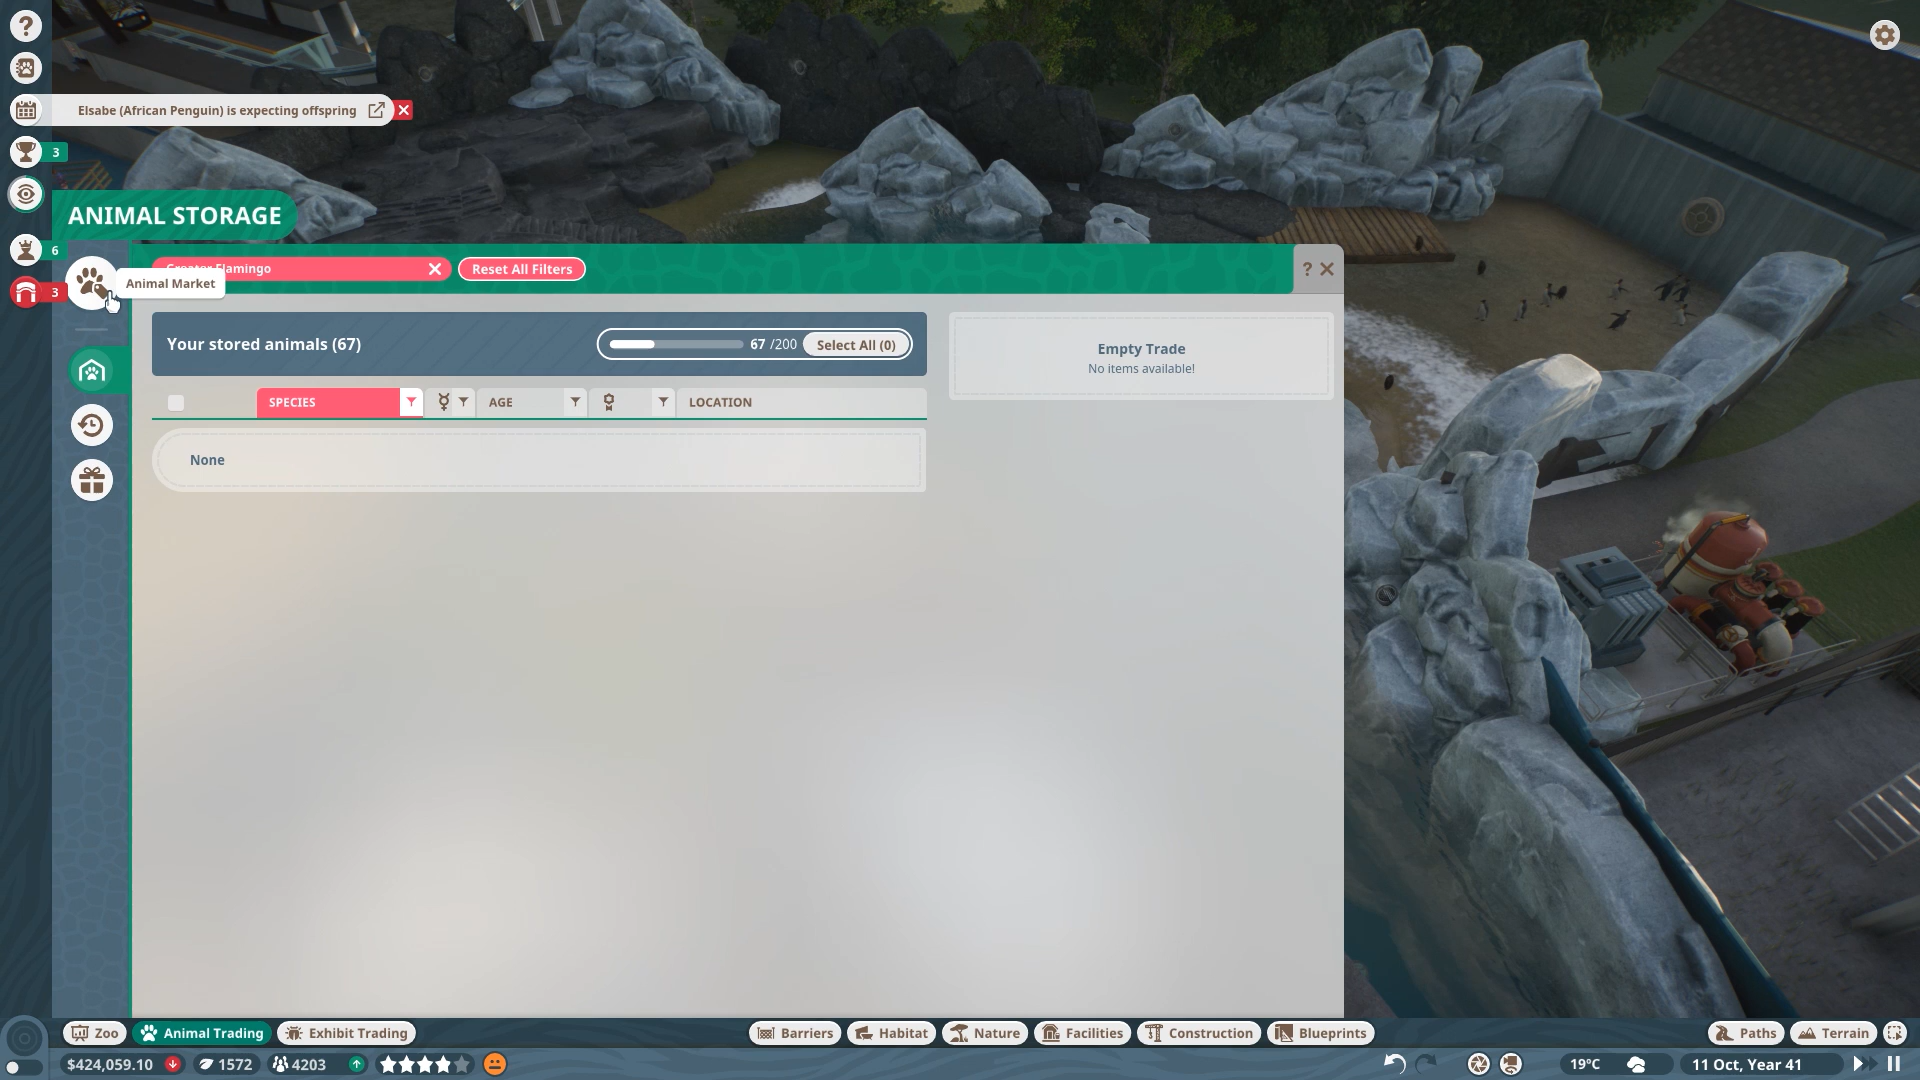 ?
Elsabe (African Penguin) is expecting offspring
3
ANIMAL STORAGE
6
3
Greater Flamingo
Reset All Filters
?
Animal Market
Your stored animals (67)
67 /200
Select All (0)
Empty Trade
No items available!
SPECIES
AGE
LOCATION
None
Zoo
Animal Trading
Exhibit Trading
Barriers
Habitat
Nature
Facilities
Construction
Blueprints
Paths
Terrain
$424,059.10
1572
4203
19°C
11 Oct, Year 41